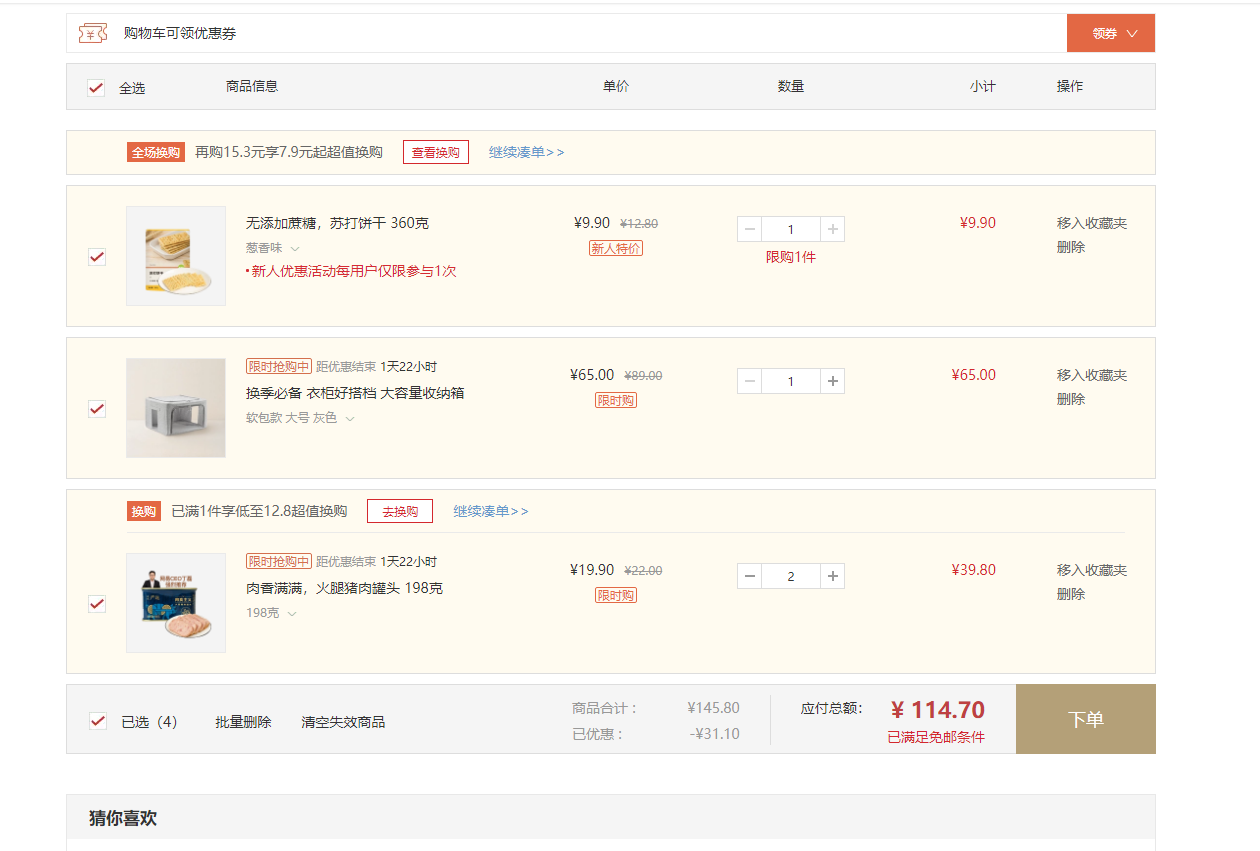 购物车可领优惠券
领券
全选 商品信息 单价 数量 小计 操作
全场换购 再购15.3元享7.9元起超值换购 查看换购 继续凑单>>
无添加蔗糖，苏打饼干 360克 ¥9.90 ¥12.80 1 ¥9.90 移入收藏夹
葱香味 新人特价 限购1件 删除
•新人优惠活动每用户仅限参与1次
限时抢购中 距优惠结束 1天22小时 ¥65.00 ¥89.00 1 ¥65.00 移入收藏夹
换季必备 衣柜好搭档 大容量收纳箱 限时购 删除
软包款 大号 灰色
换购 已满1件享低至12.8超值换购 去换购 继续凑单>>
限时抢购中 距优惠结束 1天22小时 ¥19.90 ¥22.00 2 ¥39.80 移入收藏夹
肉香满满，火腿猪肉罐头 198克 限时购 删除
198克
已选（4） 批量删除 清空失效商品
商品合计： ¥145.80
已优惠： -¥31.10
应付总额： ¥ 114.70
已满足免邮条件
下单
猜你喜欢